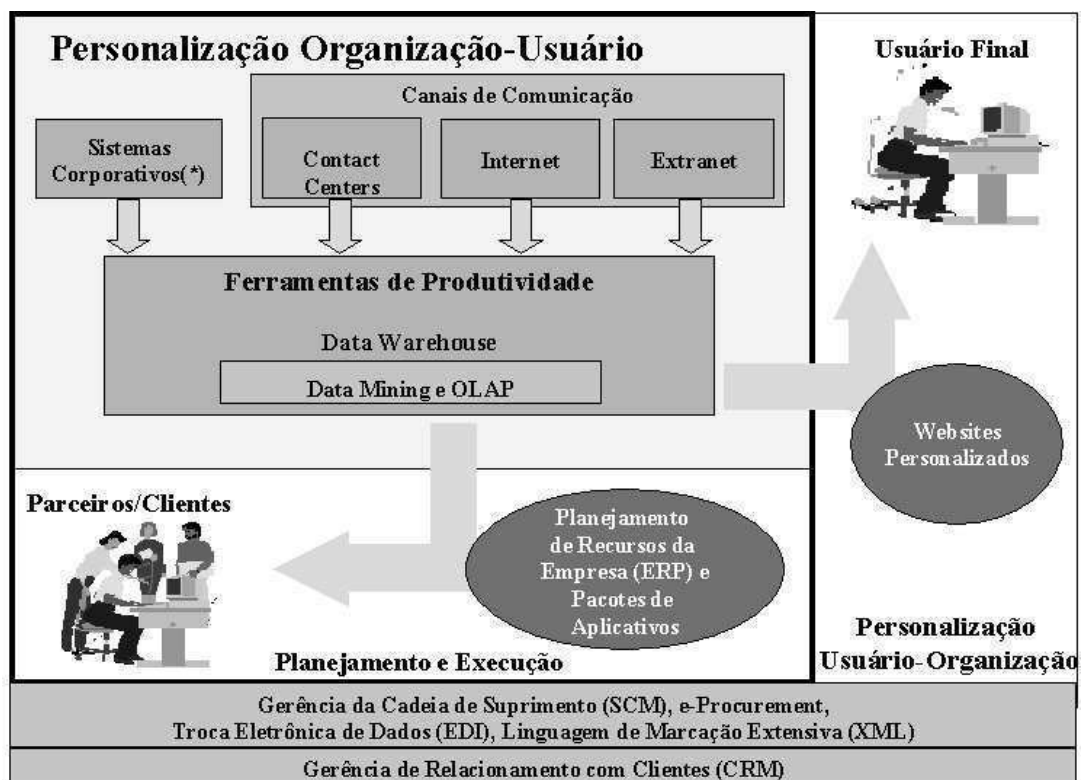 Personalização Organização-Usuário
Canais de Comunicação
Sistemas
Corporativos(*)
Contact
Centers
Internet
Extranet
Ferramentas de Produtividade
Data Warehouse
Data Mining e OLAP
Usuário Final
Websites
Personalizados
Parceiros/Clientes
Planejamento
de Recursos da
Empresa (ERP) e
Pacotes de
Aplicativos
Planejamento e Execução
Personalização
Usuário-Organização
Gerência da Cadeia de Suprimento (SCM), e-Procurement,
Troca Eletrônica de Dados (EDI), Linguagem de Marcação Extensiva (XML)
Gerência de Relacionamento com Clientes (CRM)